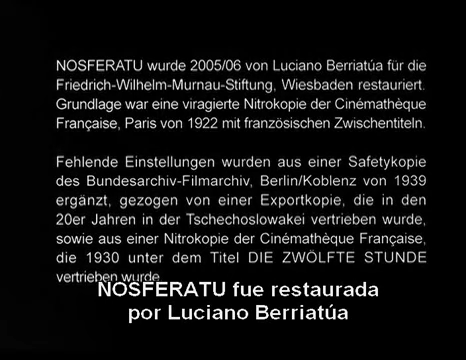 NOSFERATU wurde 2005/06 von Luciano Berriatúa für die
Friedrich-Wilhelm-Murnau-Stiftung, Wiesbaden restauriert.
Grundlage war eine viragierte Nitrokopie der Cinémathèque
Française, Paris von 1922 mit französischen Zwischentiteln.
Fehlende Einstellungen wurden aus einer Safetykopie
des Bundesarchiv-Filmarchiv, Berlin/Koblenz von 1939
ergänzt, gezogen von einer Exportkopie, die in den
20er Jahren in der Tschechoslowakei vertrieben wurde,
sowie aus einer Nitrokopie der Cinémathèque Française,
die 1930 unter dem Titel DIE ZWÖLFTE STUNDE
vertrieben wurde
NOSFERATU fue restaurada
por Luciano Berriatúa